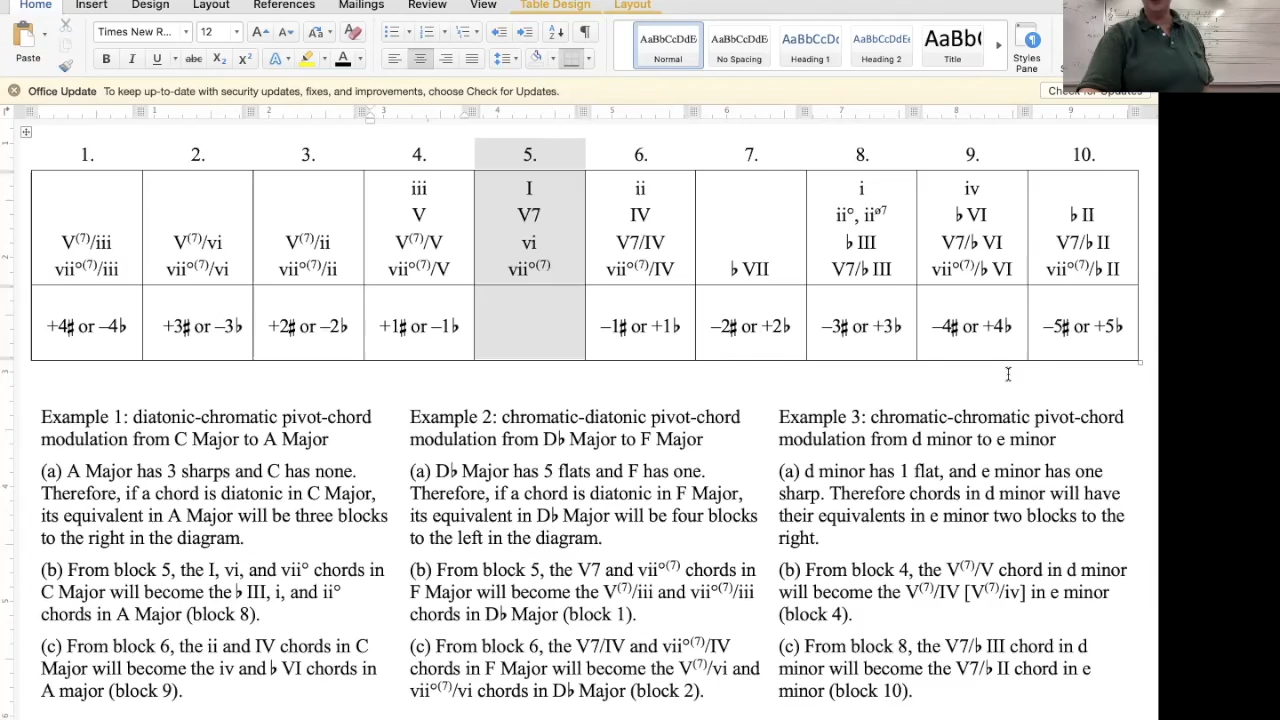 Home Insert Design Layout References Mailings Review View Table Design Layout
Times New R... 12
Paste
AaBbCcDdEe AaBbCcDdEe AaBbCcDc AaBbCcDdEe AaBb(
Normal No Spacing Heading 1 Heading 2 Title Styles Pane
Office Update To keep up-to-date with security updates, fixes, and improvements, choose Check for Updates. Check for Updates
1. 2. 3. 4. 5. 6. 7. 8. 9. 10.
iii I ii i iv
V V7 IV ii°, iiø7 ♭VI ♭II
V(7)/iii V(7)/vi V(7)/ii V(7)/V vi V7/IV ♭III V7/♭VI V7/♭II
vii°(7)/iii vii°(7)/vi vii°(7)/ii vii°(7)/V vii°(7) vii°(7)/IV ♭VII V7/♭III vii°(7)/♭VI vii°(7)/♭II
+4♯ or –4♭ +3♯ or –3♭ +2♯ or –2♭ +1♯ or –1♭ –1♯ or +1♭ –2♯ or +2♭ –3♯ or +3♭ –4♯ or +4♭ –5♯ or +5♭
Example 1: diatonic-chromatic pivot-chord
modulation from C Major to A Major
(a) A Major has 3 sharps and C has none.
Therefore, if a chord is diatonic in C Major,
its equivalent in A Major will be three blocks
to the right in the diagram.
(b) From block 5, the I, vi, and vii° chords in
C Major will become the ♭III, i, and ii°
chords in A Major (block 8).
(c) From block 6, the ii and IV chords in C
Major will become the iv and ♭VI chords in
A major (block 9).
Example 2: chromatic-diatonic pivot-chord
modulation from D♭ Major to F Major
(a) D♭ Major has 5 flats and F has one.
Therefore, if a chord is diatonic in F Major,
its equivalent in D♭ Major will be four blocks
to the left in the diagram.
(b) From block 5, the V7 and vii°(7) chords in
F Major will become the V(7)/iii and vii°(7)/iii
chords in D♭ Major (block 1).
(c) From block 6, the V7/IV and vii°(7)/IV
chords in F Major will become the V(7)/vi and
vii°(7)/vi chords in D♭ Major (block 2).
Example 3: chromatic-chromatic pivot-chord
modulation from d minor to e minor
(a) d minor has 1 flat, and e minor has one
sharp. Therefore chords in d minor will have
their equivalents in e minor two blocks to the
right.
(b) From block 4, the V(7)/V chord in d minor
will become the V(7)/IV [V(7)/iv] in e minor
(block 4).
(c) From block 8, the V7/♭III chord in d
minor will become the V7/♭II chord in e
minor (block 10).